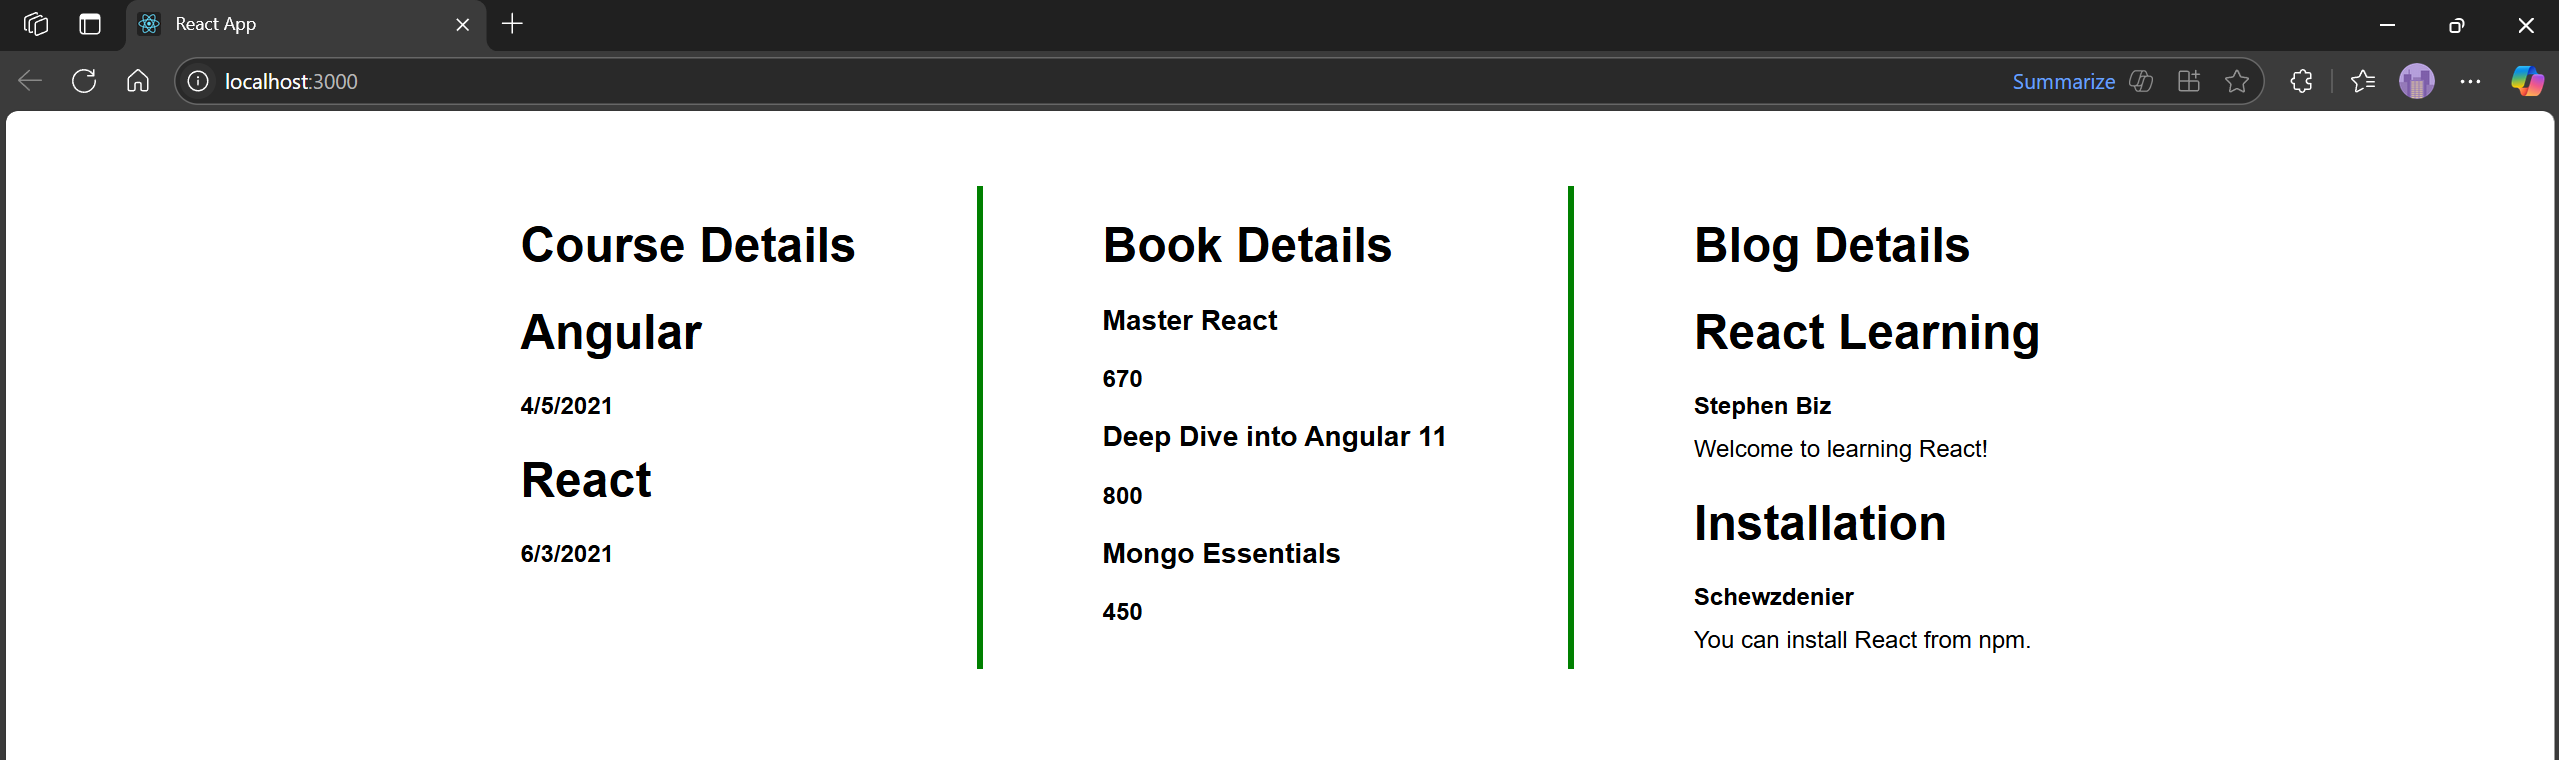 React App
localhost:3000
Summarize
Course Details
Angular
4/5/2021
React
6/3/2021
Book Details
Master React
670
Deep Dive into Angular 11
800
Mongo Essentials
450
Blog Details
React Learning
Stephen Biz
Welcome to learning React!
Installation
Schewzdenier
You can install React from npm.